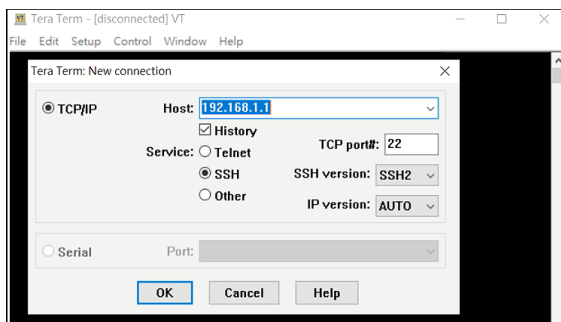 Tera Term - [disconnected] VT
File Edit Setup Control Window Help
Tera Term: New connection
TCP/IP Host: 192.168.1.1
History
Service: Telnet TCP port#: 22
SSH SSH version: SSH2
Other IP version: AUTO
Serial Port:
OK Cancel Help